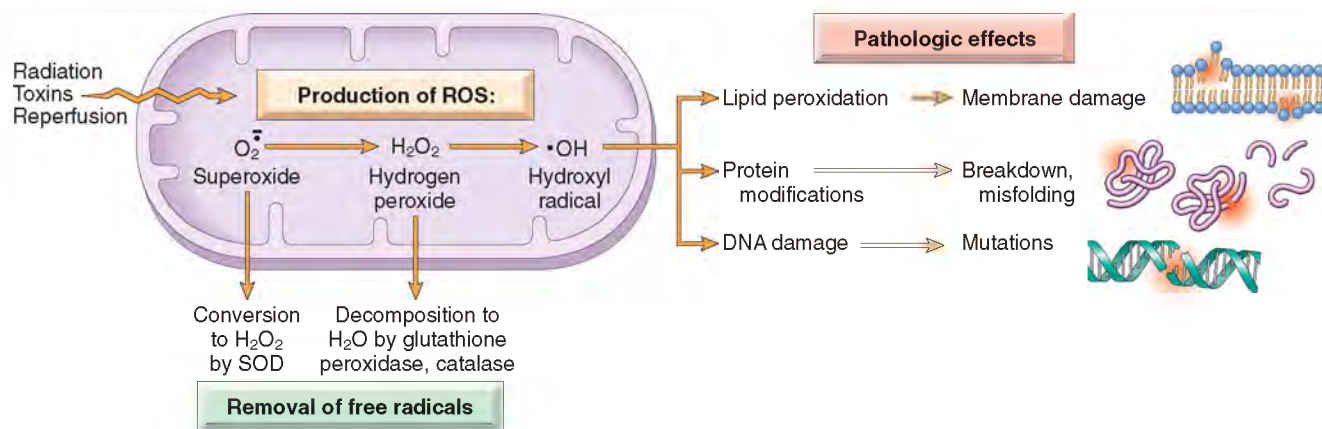 Pathologic effects
Radiation
Toxins
Reperfusion
Production of ROS:
O₂•̄
Superoxide
H₂O₂
Hydrogen
peroxide
•OH
Hydroxyl
radical
Lipid peroxidation
Membrane damage
Protein
modifications
Breakdown,
misfolding
DNA damage
Mutations
Conversion
to H₂O₂
by SOD
Decomposition to
H₂O by glutathione
peroxidase, catalase
Removal of free radicals